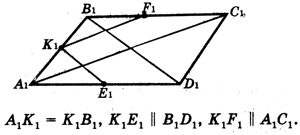 B₁ F₁ C₁
K₁
A₁ E₁ D₁
A₁K₁ = K₁B₁, K₁E₁ ∥ B₁D₁, K₁F₁ ∥ A₁C₁.